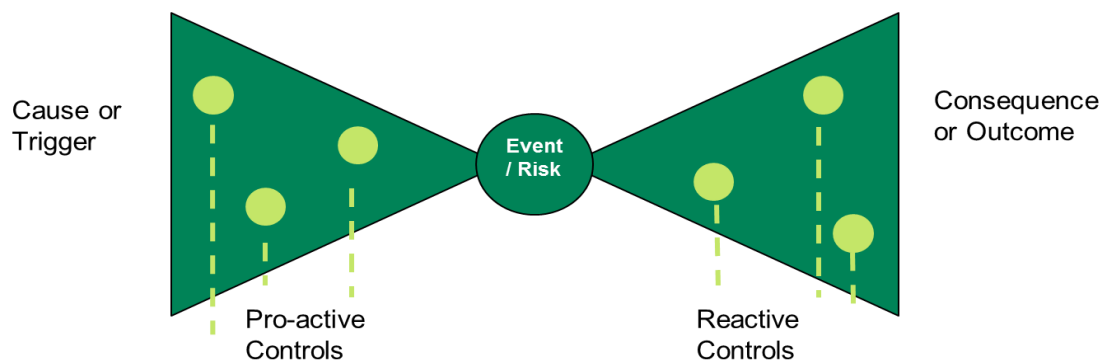 Cause or
Trigger
Event
/ Risk
Consequence
or Outcome
Pro-active
Controls
Reactive
Controls